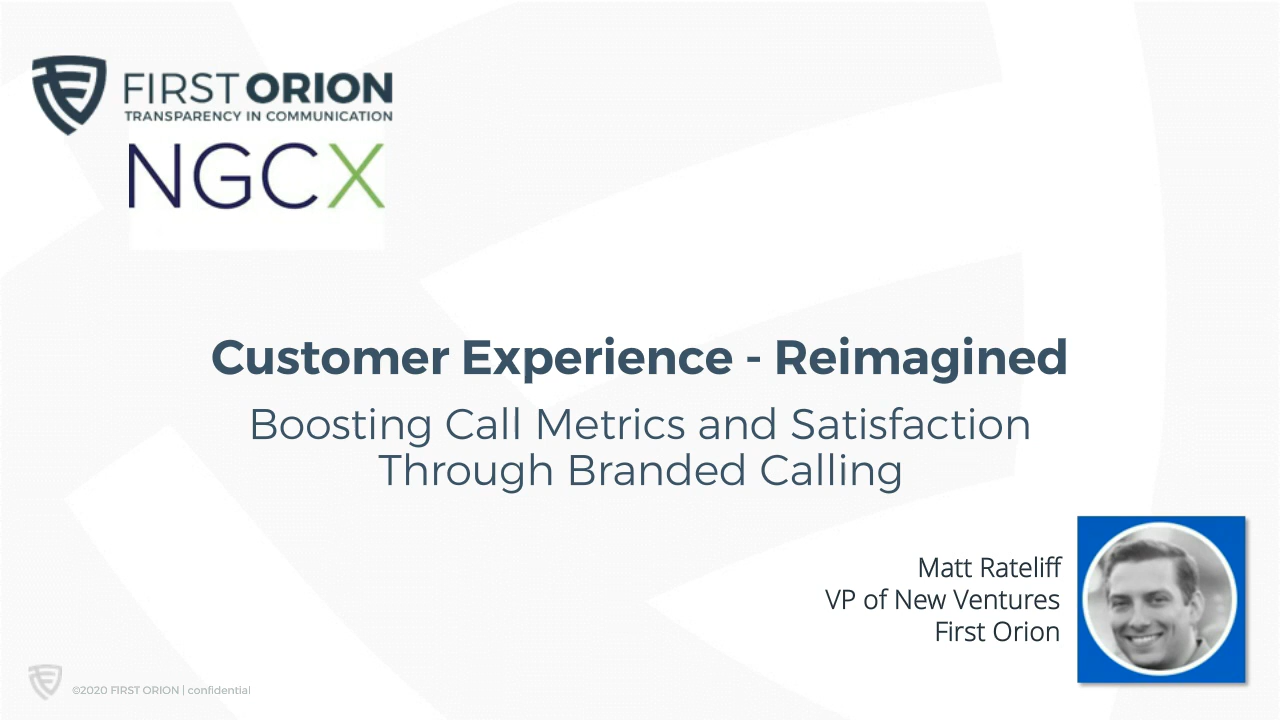 FIRST ORION
TRANSPARENCY IN COMMUNICATION
NGCX
Customer Experience - Reimagined
Boosting Call Metrics and Satisfaction
Through Branded Calling
Matt Rateliff
VP of New Ventures
First Orion
©2020 FIRST ORION | confidential